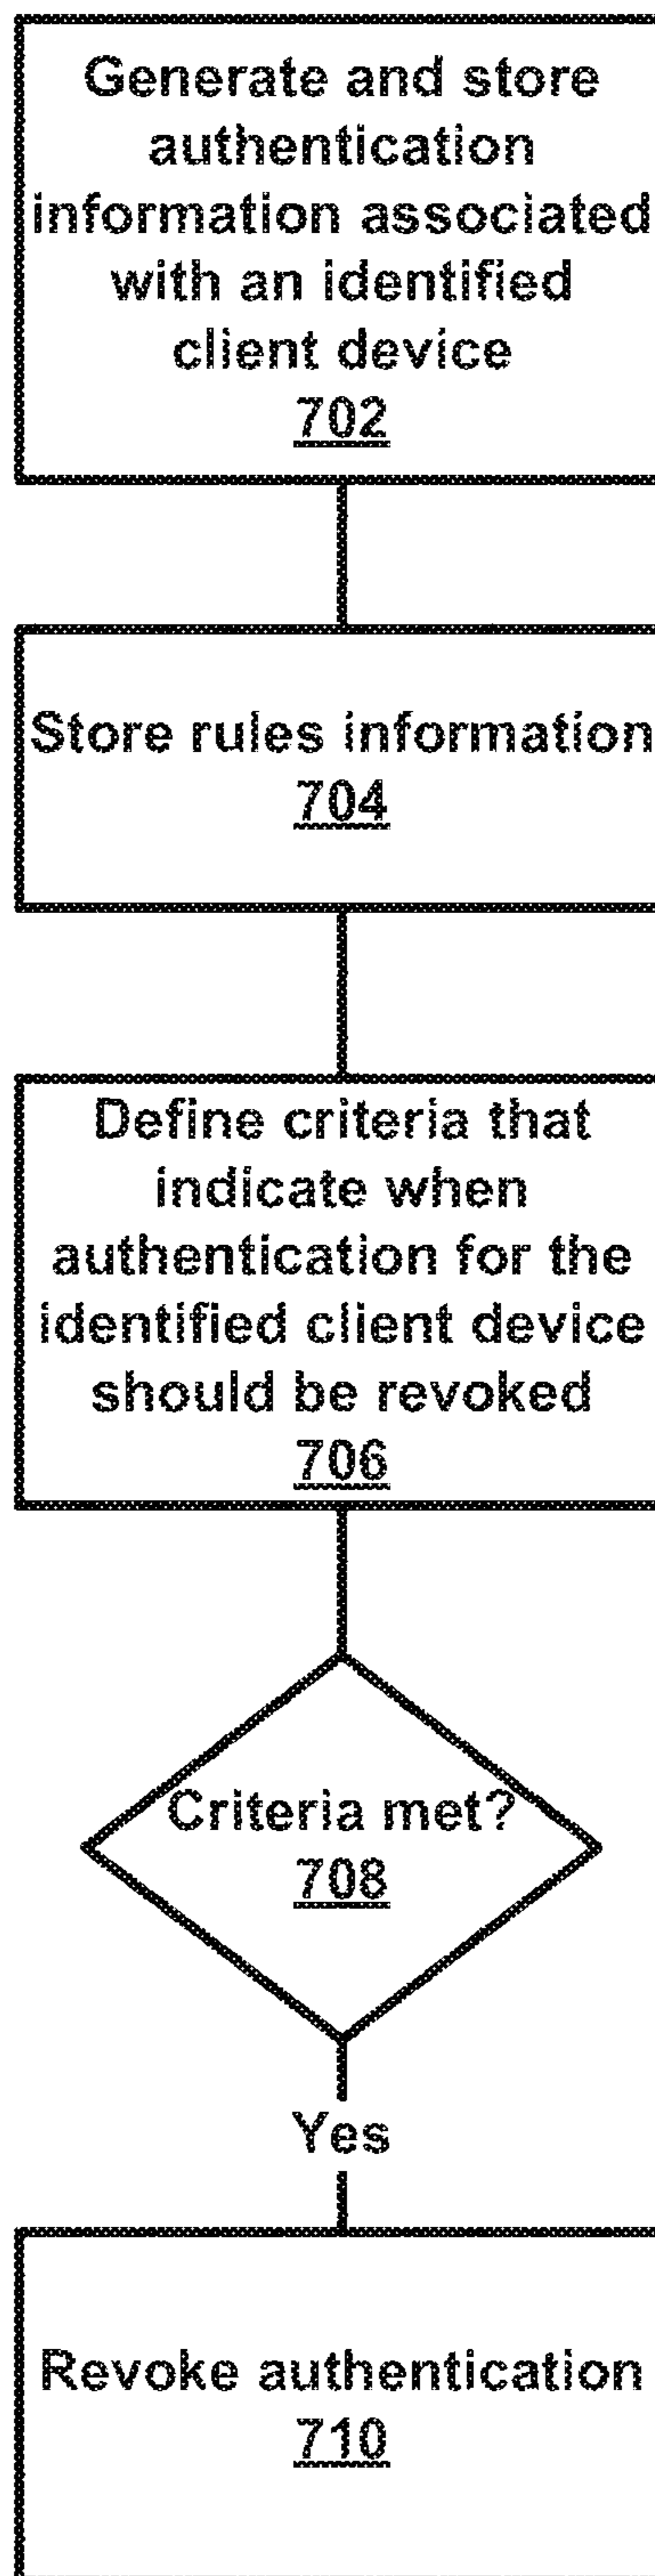 Generate and store
authentication
information associated
with an identified
client device
702
Store rules information
704
Define criteria that
indicate when
authentication for the
identified client device
should be revoked
706
Criteria met?
708
Yes
Revoke authentication
710